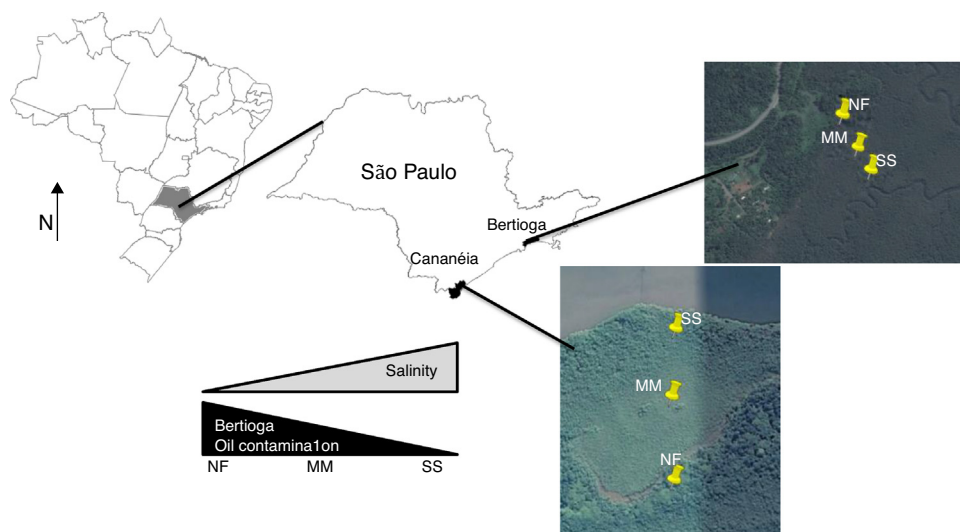 N
São Paulo
Bertioga
Cananéia
NF
MM
SS
SS
MM
NF
Salinity
Bertioga
Oil contamina1on
NF MM SS